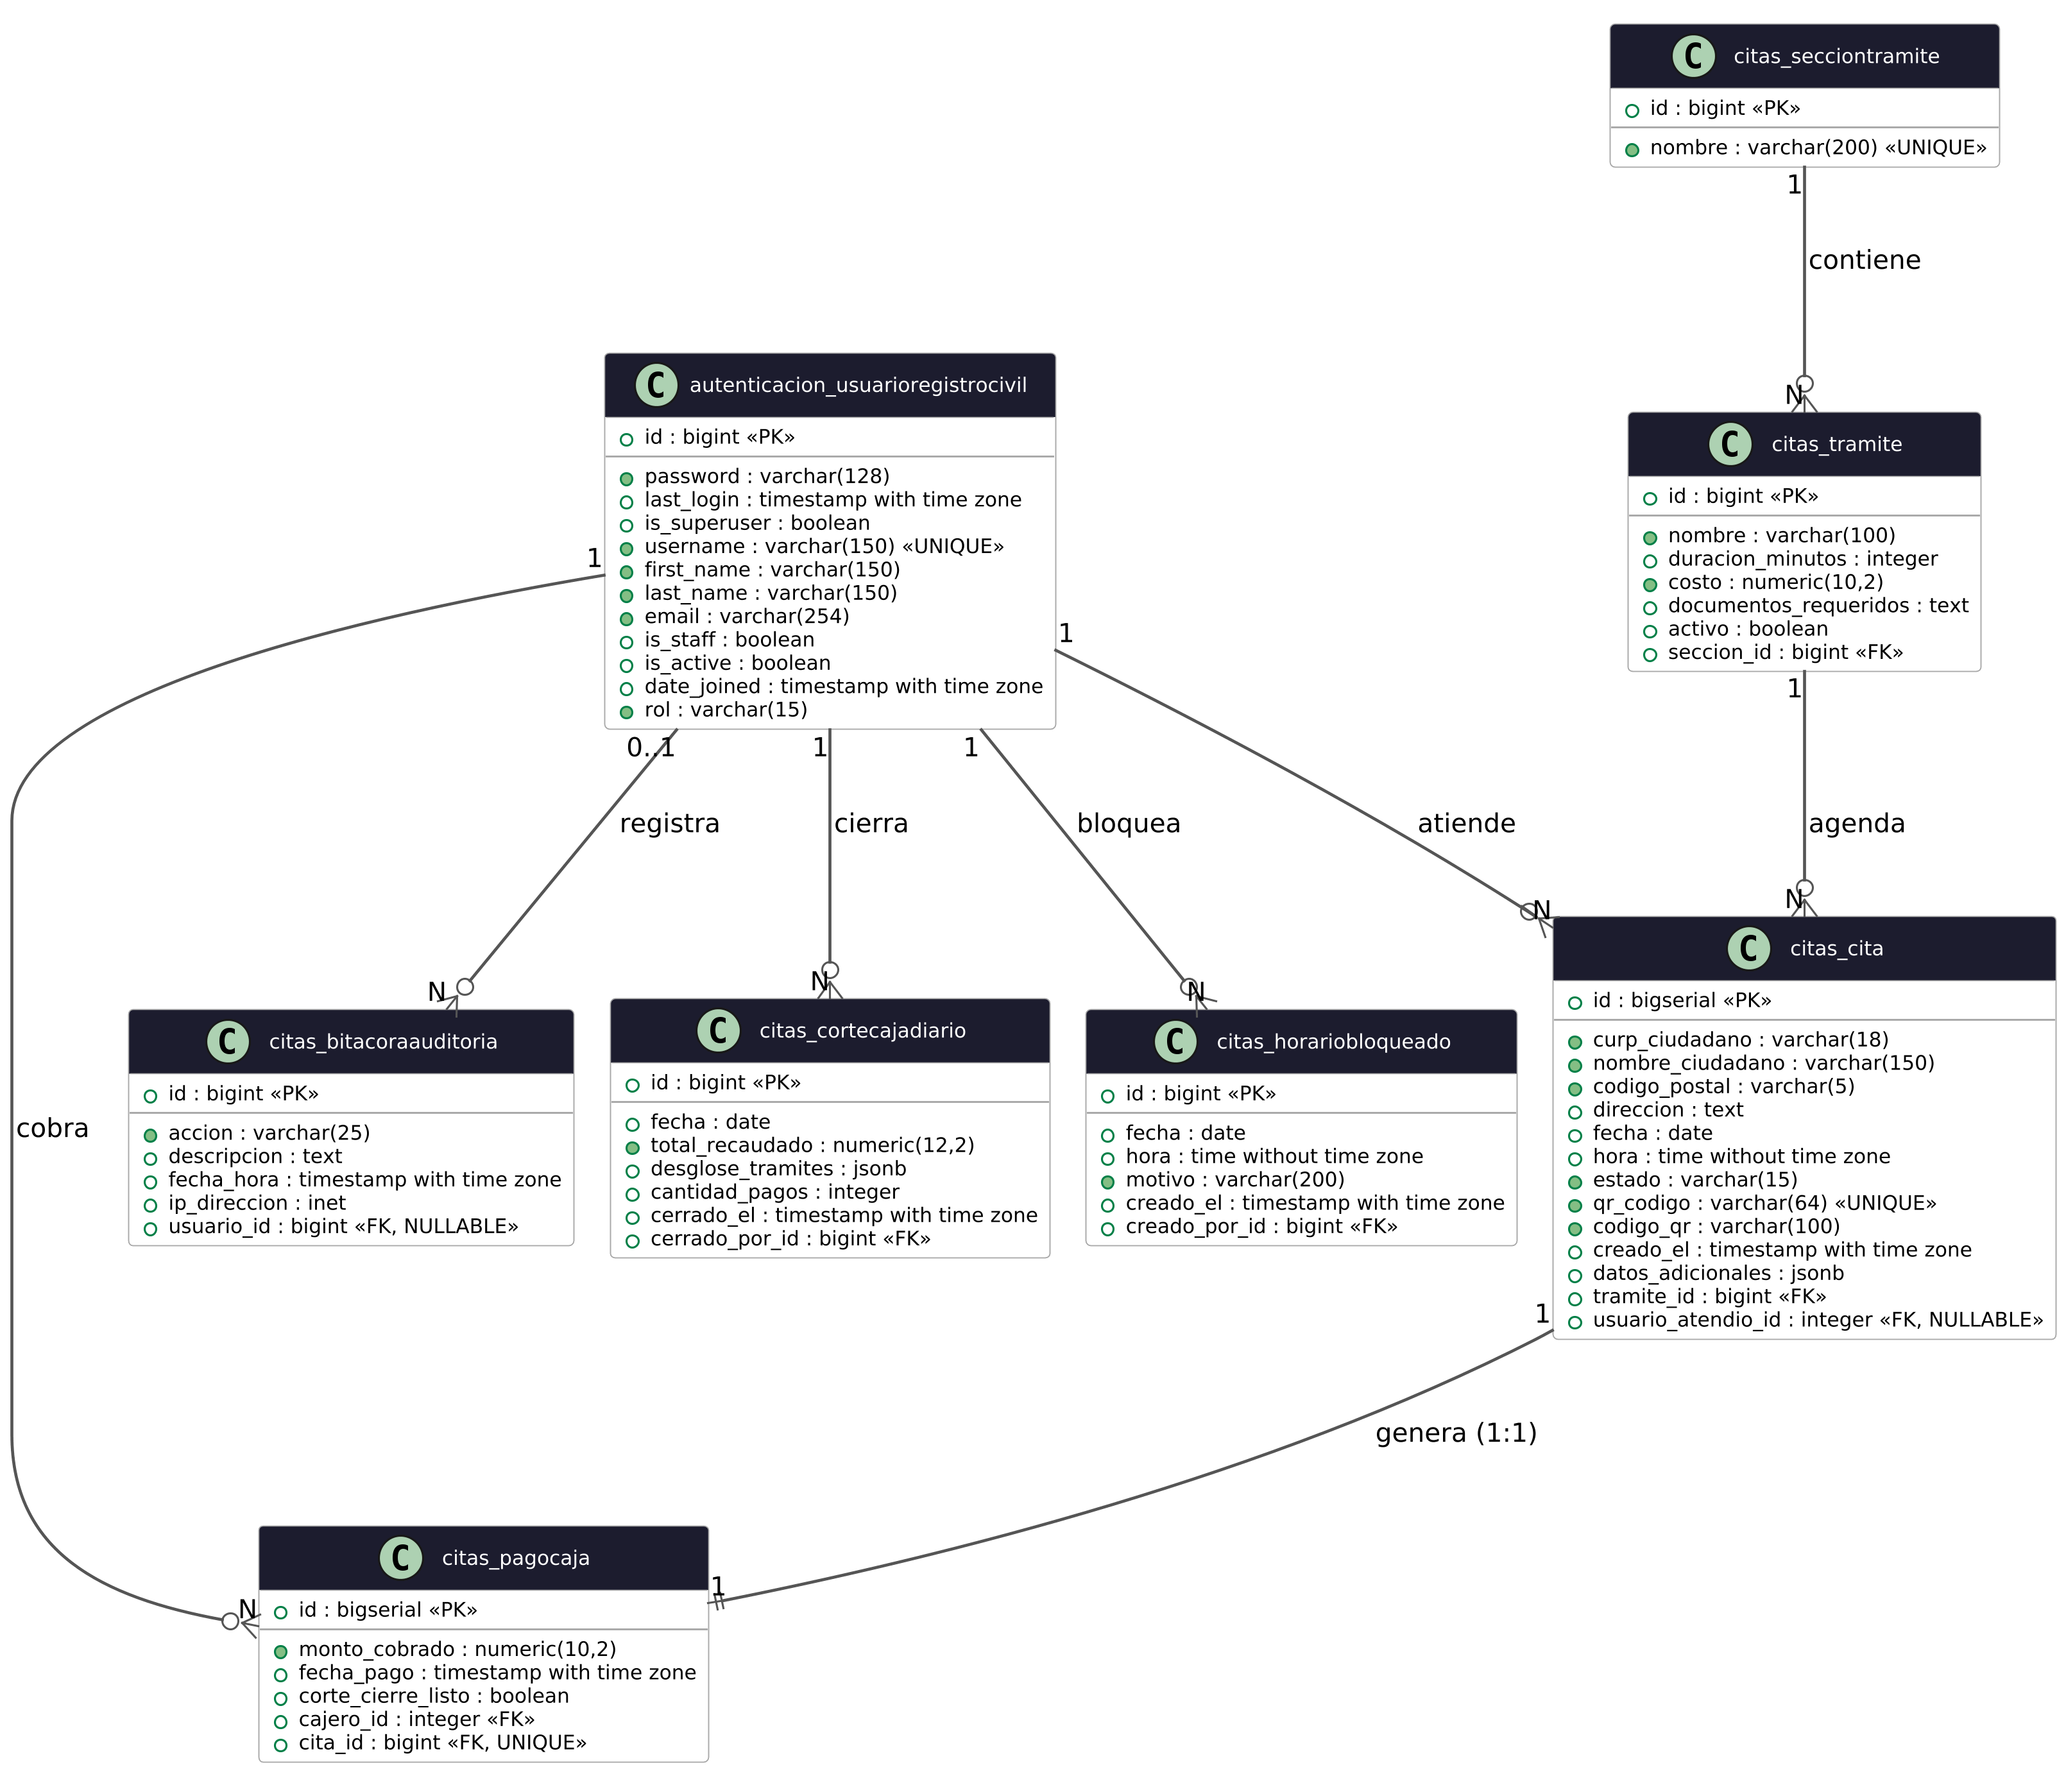 C citas_secciontramite
id : bigint «PK»
nombre : varchar(200) «UNIQUE»
1
contiene
N
C autenticacion_usuarioregistrocivil
id : bigint «PK»
password : varchar(128)
last_login : timestamp with time zone
is_superuser : boolean
username : varchar(150) «UNIQUE»
first_name : varchar(150)
last_name : varchar(150)
email : varchar(254)
is_staff : boolean
is_active : boolean
date_joined : timestamp with time zone
rol : varchar(15)
C citas_tramite
id : bigint «PK»
nombre : varchar(100)
duracion_minutos : integer
costo : numeric(10,2)
documentos_requeridos : text
activo : boolean
seccion_id : bigint «FK»
1
1
1
0..1
1
1
registra
cierra
bloquea
atiende
agenda
N
N
N
N
N
C citas_bitacoraauditoria
id : bigint «PK»
accion : varchar(25)
descripcion : text
fecha_hora : timestamp with time zone
ip_direccion : inet
usuario_id : bigint «FK, NULLABLE»
C citas_cortecajadiario
id : bigint «PK»
fecha : date
total_recaudado : numeric(12,2)
desglose_tramites : jsonb
cantidad_pagos : integer
cerrado_el : timestamp with time zone
cerrado_por_id : bigint «FK»
C citas_horariobloqueado
id : bigint «PK»
fecha : date
hora : time without time zone
motivo : varchar(200)
creado_el : timestamp with time zone
creado_por_id : bigint «FK»
C citas_cita
id : bigserial «PK»
curp_ciudadano : varchar(18)
nombre_ciudadano : varchar(150)
codigo_postal : varchar(5)
direccion : text
fecha : date
hora : time without time zone
estado : varchar(15)
qr_codigo : varchar(64) «UNIQUE»
codigo_qr : varchar(100)
creado_el : timestamp with time zone
datos_adicionales : jsonb
tramite_id : bigint «FK»
usuario_atendio_id : integer «FK, NULLABLE»
cobra
1
genera (1:1)
1
N
C citas_pagocaja
id : bigserial «PK»
monto_cobrado : numeric(10,2)
fecha_pago : timestamp with time zone
corte_cierre_listo : boolean
cajero_id : integer «FK»
cita_id : bigint «FK, UNIQUE»